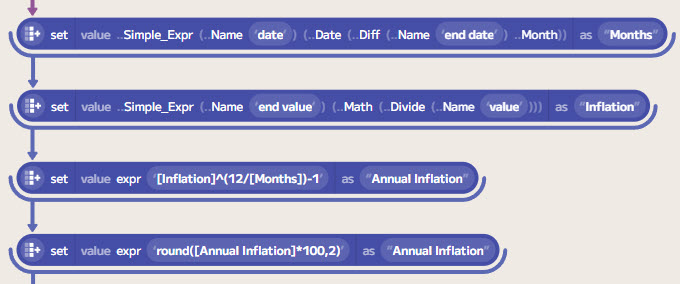 set value ..Simple_Expr (..Name ‘date’) (..Date (..Diff (..Name ‘end date’) ..Month)) as “Months”
set value ..Simple_Expr (..Name ‘end value’) (..Math (..Divide (..Name ‘value’))) as “Inflation”
set value expr ‘[Inflation]^(12/[Months])-1’ as “Annual Inflation”
set value expr ‘round([Annual Inflation]*100,2)’ as “Annual Inflation”